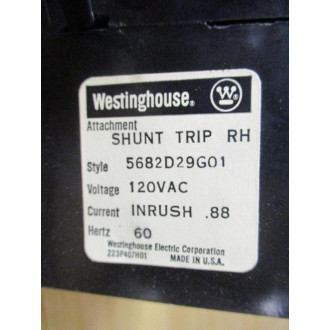 Westinghouse® W
Attachment
SHUNT TRIP RH
Style 5682D29G01
Voltage 120VAC
Current INRUSH .88
Hertz 60
Westinghouse Electric Corporation
223P407H01 MADE IN U.S.A.